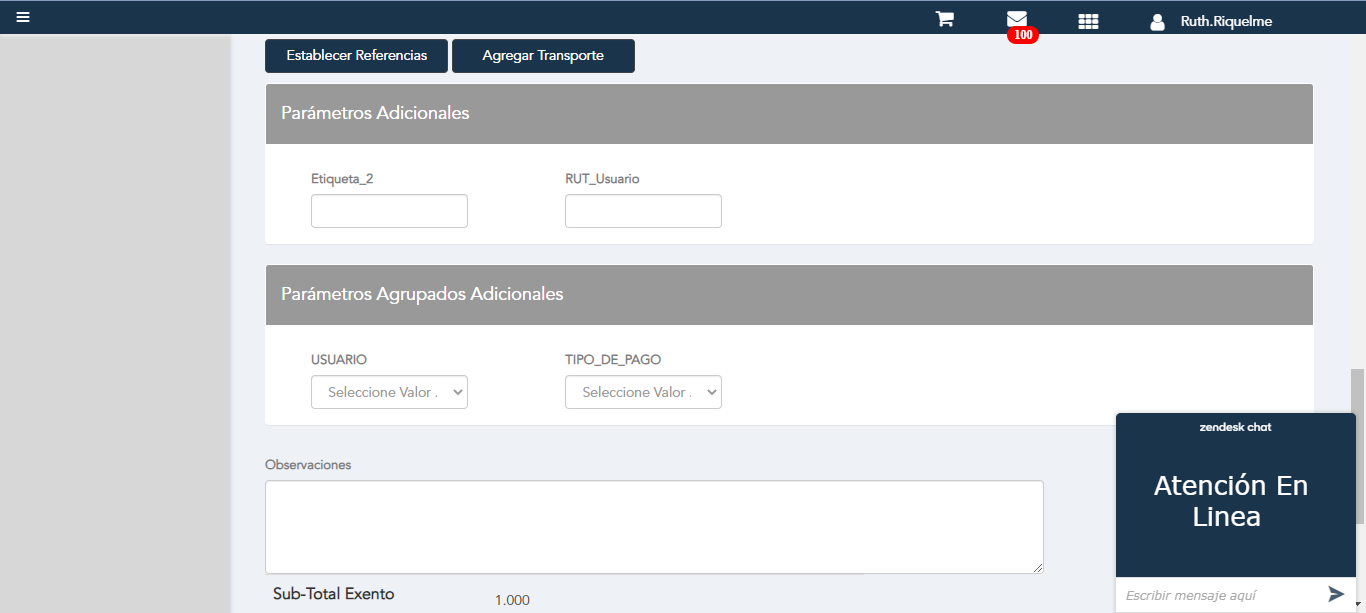 100
Ruth.Riquelme
Establecer Referencias
Agregar Transporte
Parámetros Adicionales
Etiqueta_2
RUT_Usuario
Parámetros Agrupados Adicionales
USUARIO
TIPO_DE_PAGO
Seleccione Valor .
Seleccione Valor .
Observaciones
Sub-Total Exento
1.000
zendesk chat
Atención En
Linea
Escribir mensaje aquí